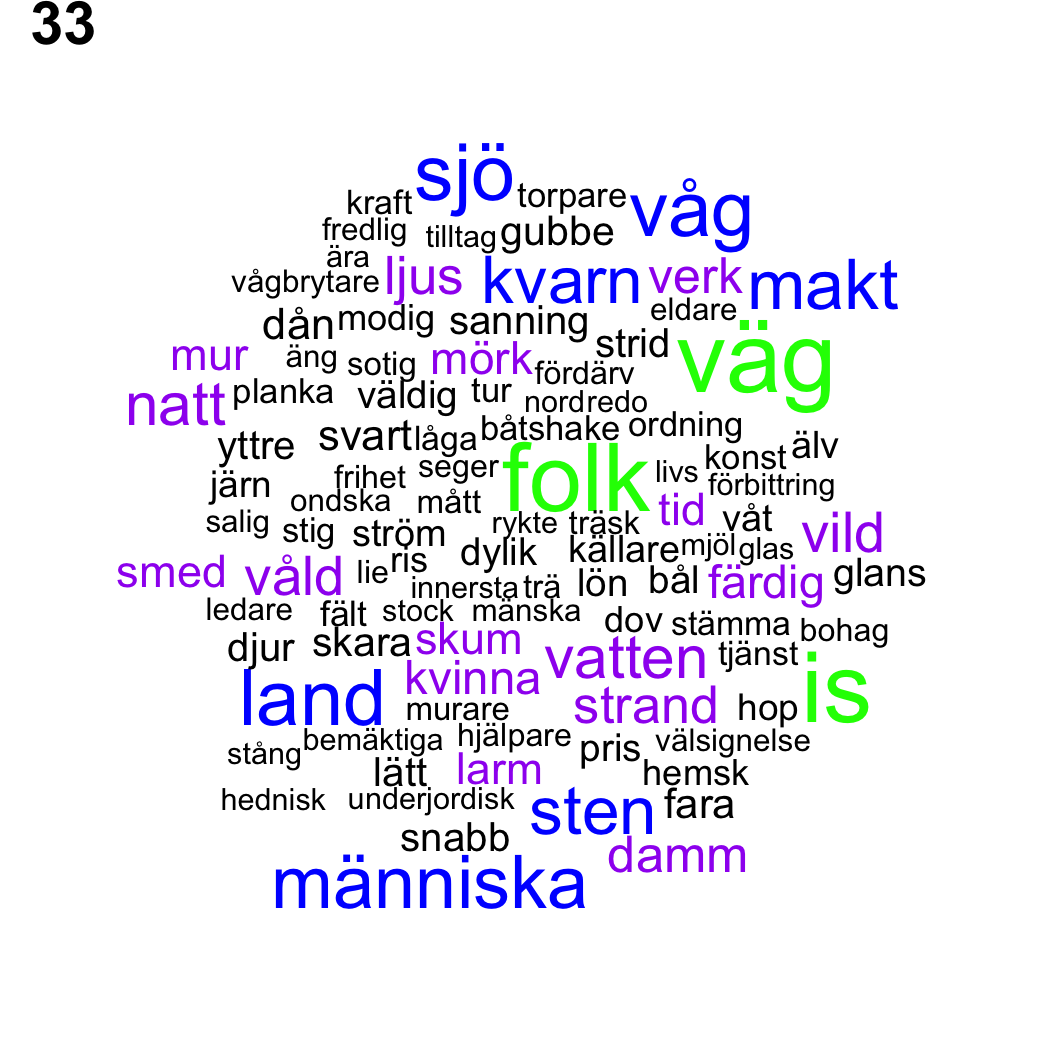 33
sjö
kraft torpare våg
fredlig tilltag gubbe
ära
vågbrytare ljus kvarn verk makt
eldare
dån modig sanning
strid väg
mur äng sotig mörk fördärv
natt planka väldig tur nordredo
yttre svart låga båtshake ordning
älv
frihet seger folk livs konst
järn ondska mått förbittring
salig stig ström rykte träsk tid våt vild
smed våld lie ris dylik källare mjöl glas
innersta trä lön bål färdig glans
ledare fält stock mänska dov stämma bohag
djur skara skum vatten tjänst
land kvinna is
murare strand hop
stång bemäktiga hjälpare pris välsignelse
lätt larm hemsk
hednisk underjordisk sten fara
snabb damm
människa